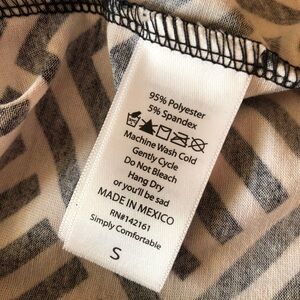 95% Polyester
5% Spandex
Machine Wash Cold
Gently Cycle
Do Not Bleach
Hang Dry
or you'll be sad
MADE IN MEXICO
RN#142161
Simply Comfortable
S